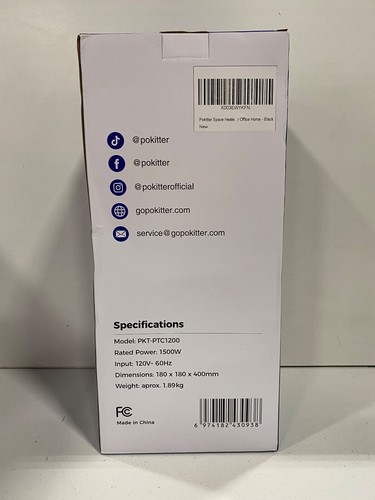 X003EWYKFN
Pokitter Space Heate.. / Office Home - Black
New
@pokitter
@pokitter
@pokitterofficial
gopokitter.com
service@gopokitter.com
Specifications
Model: PKT-PTC1200
Rated Power: 1500W
Input: 120V~ 60Hz
Dimensions: 180 x 180 x 400mm
Weight: aprox. 1.89kg
FC
Made in China
6 974182 430938